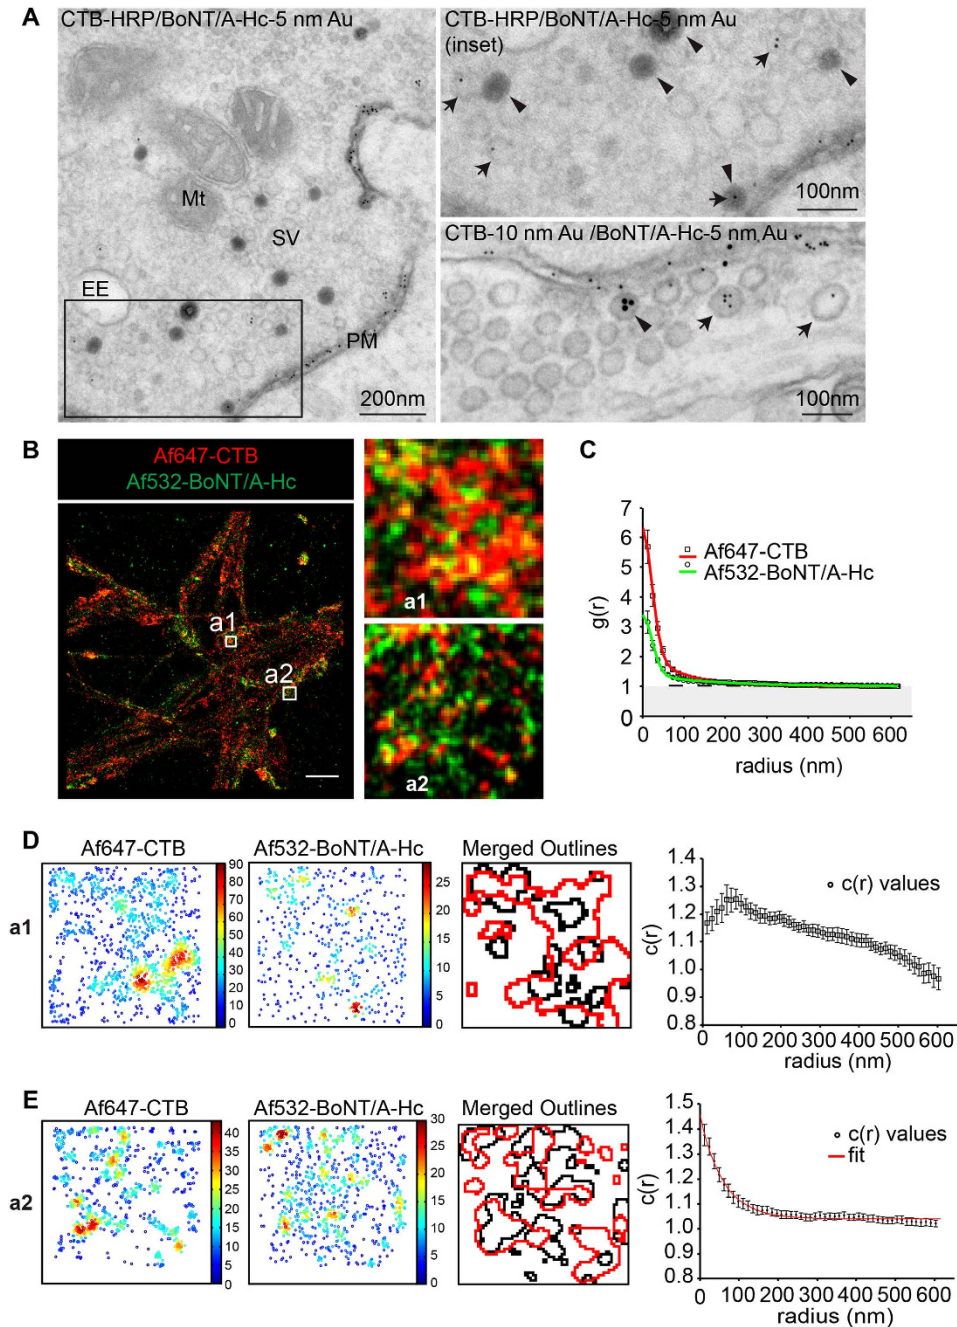 A
CTB-HRP/BoNT/A-Hc-5 nm Au
Mt
SV
EE
PM
200nm
CTB-HRP/BoNT/A-Hc-5 nm Au
(inset)
100nm
CTB-10 nm Au /BoNT/A-Hc-5 nm Au
100nm
B
Af647-CTB
Af532-BoNT/A-Hc
a1
a2
a1
a2
C
7
6
5
4
3
2
1
0
g(r)
Af647-CTB
Af532-BoNT/A-Hc
0 100 200 300 400 500 600
radius (nm)
D
a1
Af647-CTB
90
80
70
60
50
40
30
20
10
0
Af532-BoNT/A-Hc
25
20
15
10
5
0
Merged Outlines
1.4
1.3
1.2
1.1
1.0
0.9
0.8
c(r)
c(r) values
0 100 200 300 400 500 600
radius (nm)
E
a2
Af647-CTB
40
35
30
25
20
15
10
5
0
Af532-BoNT/A-Hc
30
25
20
15
10
5
0
Merged Outlines
1.5
1.4
1.3
1.2
1.1
1.0
0.9
0.8
c(r)
c(r) values
fit
0 100 200 300 400 500 600
radius (nm)